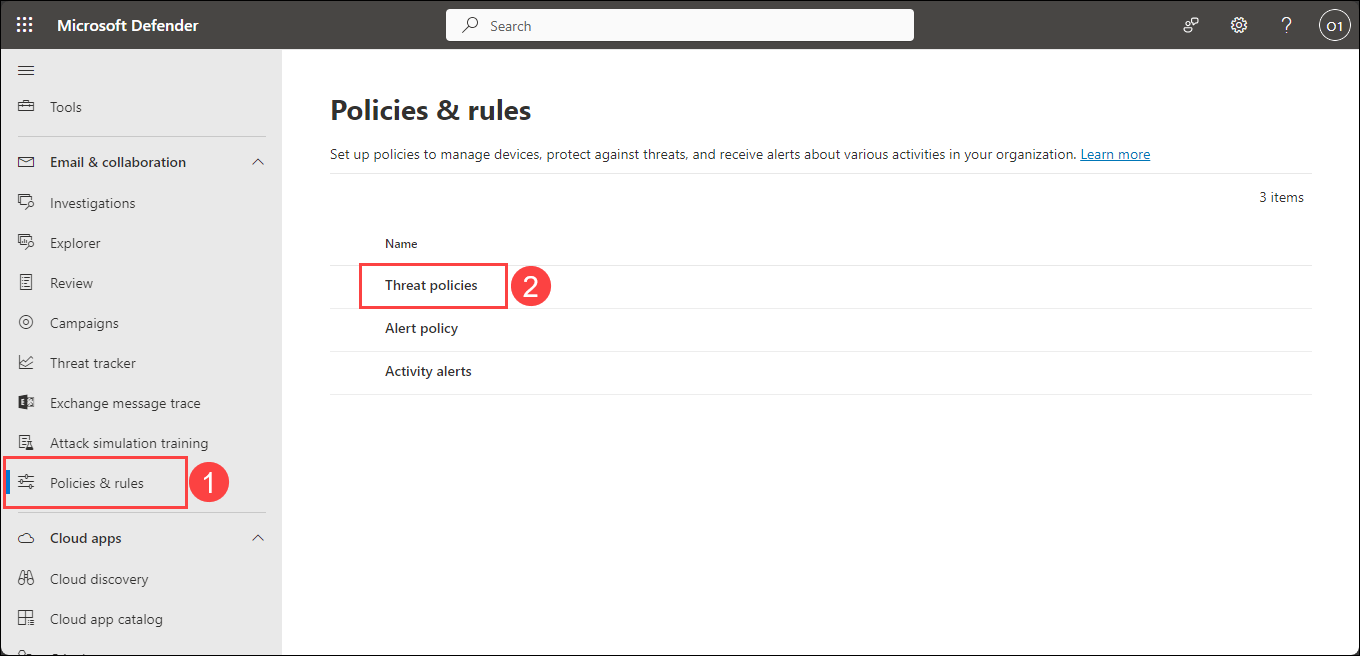 Microsoft Defender
Search
O1
Tools
Email & collaboration
Investigations
Explorer
Review
Campaigns
Threat tracker
Exchange message trace
Attack simulation training
Policies & rules
1
Cloud apps
Cloud discovery
Cloud app catalog
Policies & rules
Set up policies to manage devices, protect against threats, and receive alerts about various activities in your organization. Learn more
3 items
Name
Threat policies
2
Alert policy
Activity alerts